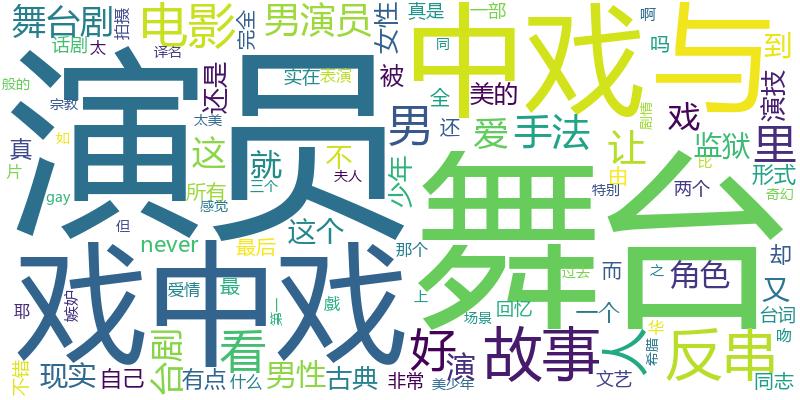 舞台剧
拍摄
电影
男演员
女性
真是
一部
啊
到
话剧
太
译名
完全
同
中戏
与
吗
般的
宗教
演员
还是
实在
表演
被
全
美的
剧情
戏
演技
太美
男
还
爱
手法
让
监狱
里
真
这
就
不
片
如
所有
三个
夫人
少年
舞台
由
比
形式
gay
感觉
特别
两个
奇幻
但
never
最后
这个
那个
过去
而
之
角色
却
又
戏中戏
耶
嫉妒
爱情
最
戲
一场
上
场景
回忆
一个
台词
吻
希腊
华
不错
现实
自己
台剧
有点
看
什么
男性
古典
好
非常
演
美少年
故事
文艺
人
反串
同志